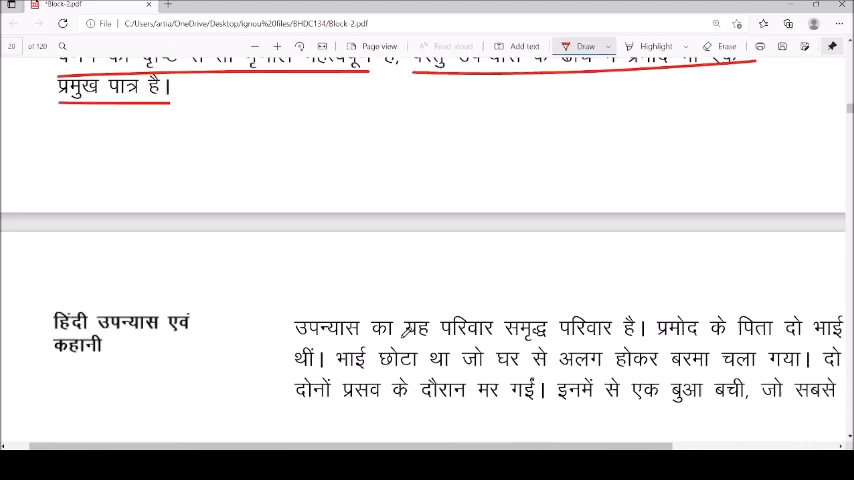 *Block-2.pdf
File C:/Users/artia/OneDrive/Desktop/ignou%20files/BHDC134/Block-2.pdf
20 of 120 Page view Read aloud Add text Draw Highlight Erase
प्रमुख पात्र है।
हिंदी उपन्यास एवं
कहानी
उपन्यास का यह परिवार समृद्ध परिवार है। प्रमोद के पिता दो भाई
थीं। भाई छोटा था जो घर से अलग होकर बरमा चला गया। दो
दोनों प्रसव के दौरान मर गईं। इनमें से एक बुआ बची, जो सबसे